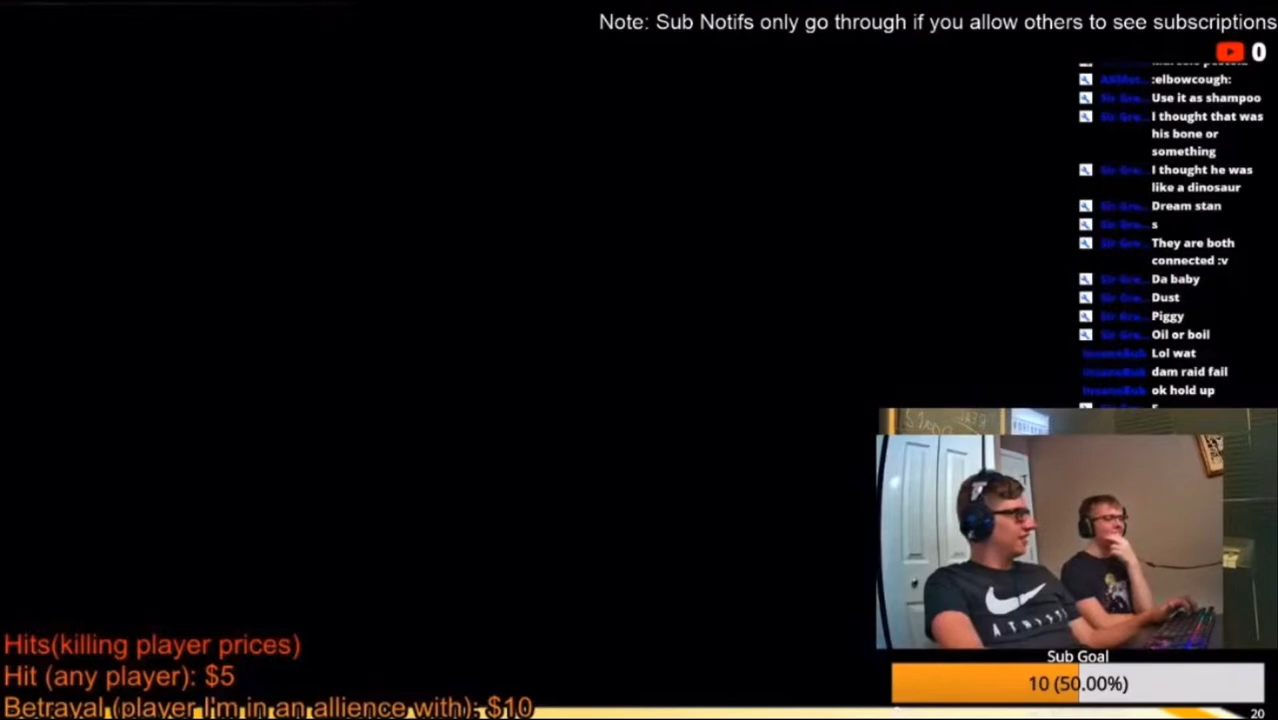 Note: Sub Notifs only go through if you allow others to see subscriptions
0
:elbowcough:
Use it as shampoo
I thought that was
his bone or
something
I thought he was
like a dinosaur
Dream stan
s
They are both
connected :v
Da baby
Dust
Piggy
Oil or boil
Lol wat
dam raid fail
ok hold up
Hits(killing player prices)
Hit (any player): $5
Betrayal (player I'm in an allience with): $10
Sub Goal
10 (50.00%)
20